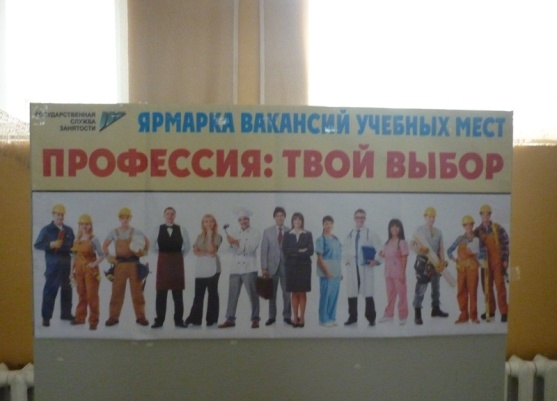 ГОСУДАРСТВЕННАЯ
СЛУЖБА
ЗАНЯТОСТИ
ЯРМАРКА ВАКАНСИЙ УЧЕБНЫХ МЕСТ
ПРОФЕССИЯ: ТВОЙ ВЫБОР